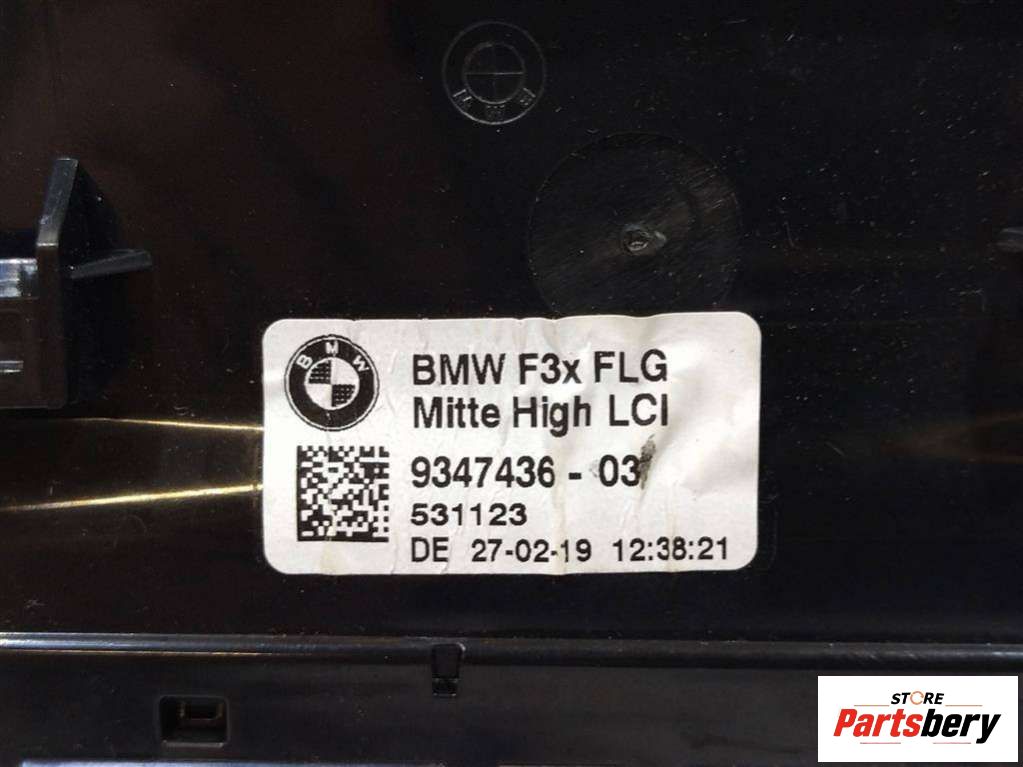 BMW
BMW
BMW F3x FLG
Mitte High LCI
9347436 - 03
531123
DE 27-02-19 12:38:21
STORE
Partsbery